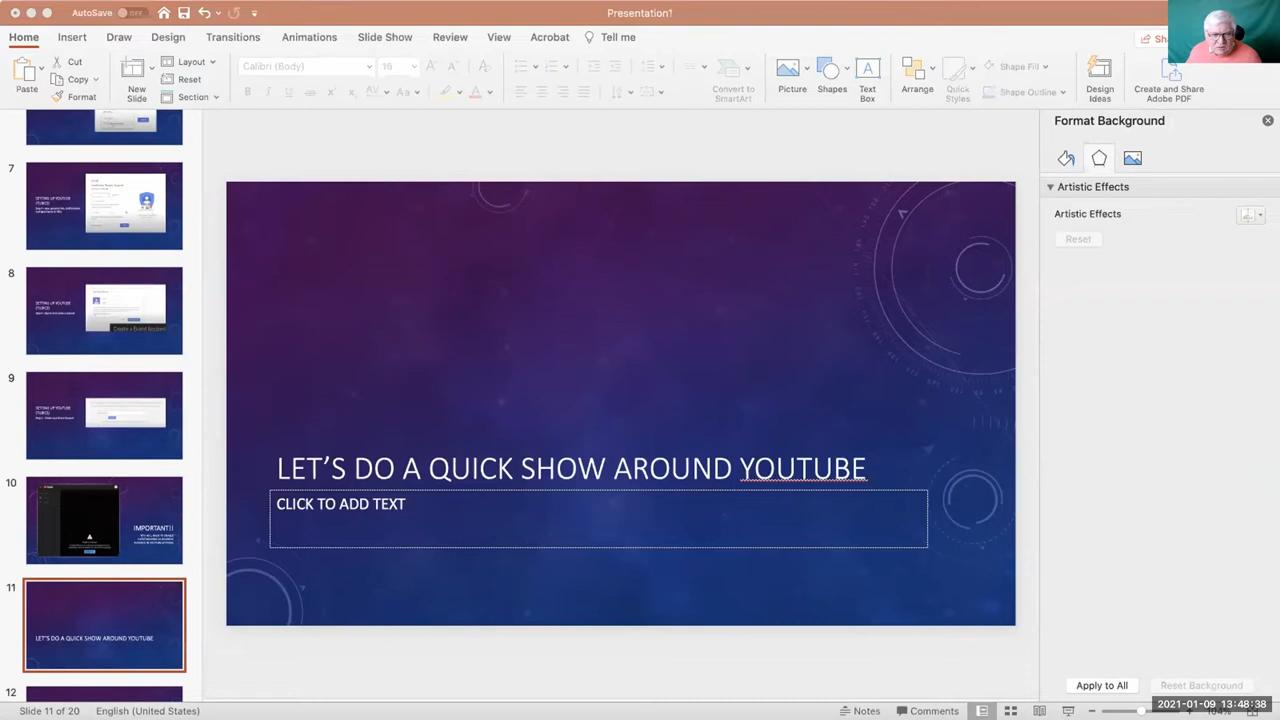 AutoSave OFF
Presentation1
Home Insert Draw Design Transitions Animations Slide Show Review View Acrobat Tell me
Paste
Cut
Copy
Format
New Slide
Layout
Reset
Section
Calibri (Body) 16
Convert to SmartArt
Picture
Shapes
Text Box
Arrange
Quick Styles
Shape Fill
Shape Outline
Design Ideas
Create and Share Adobe PDF
Format Background
Artistic Effects
Artistic Effects
Reset
7
8
Create a Brand Account
9
10
IMPORTANT!!
11
LET'S DO A QUICK SHOW AROUND YOUTUBE
12
LET'S DO A QUICK SHOW AROUND YOUTUBE
CLICK TO ADD TEXT
Apply to All
Reset Background
Slide 11 of 20
English (United States)
Notes
Comments
2021-01-09 13:48:38